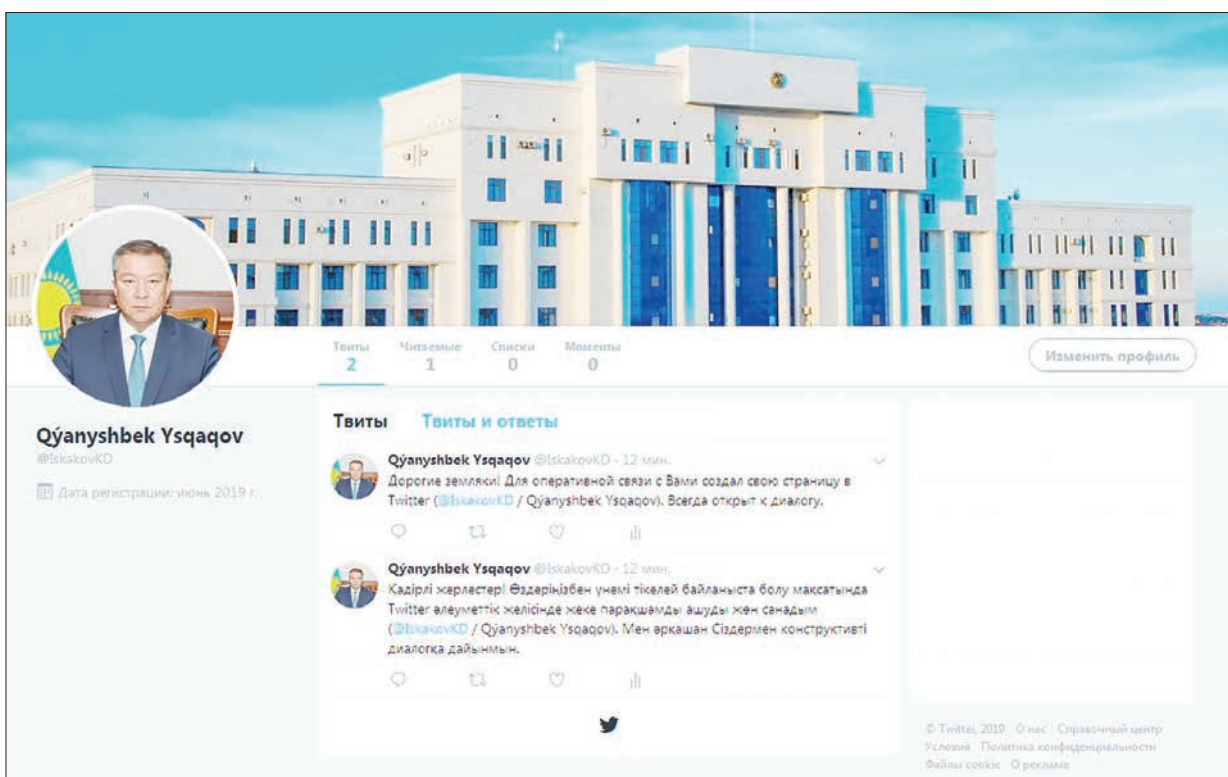 Твиты Читаемые Списки Моменты
2 1 0 0
Изменить профиль
Qýanyshbek Ysqaqov
@IskakovKD
Дата регистрации: июнь 2019 г.
Твиты Твиты и ответы
Qýanyshbek Ysqaqov @IskakovKD · 12 мин.
Дорогие земляки! Для оперативной связи с Вами создал свою страницу в
Twitter (@IskakovKD / Qýanyshbek Ysqaqov). Всегда открыт к диалогу.
Qýanyshbek Ysqaqov @IskakovKD · 12 мин.
Қадірлі жерлестер! Өздеріңізбен үнемі тікелей байланыста болу мақсатында
Twitter әлеуметтік желісінде жеке парақшамды ашуды жөн санадым
(@IskakovKD / Qýanyshbek Ysqaqov). Мен әрқашан Сіздермен конструктивті
диалогқа дайынмын.
© Twitter, 2019 О нас Справочный центр
Условия Политика конфиденциальности
Файлы cookie О рекламе